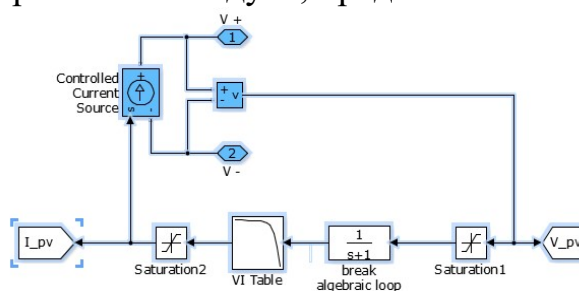 V +
1
Controlled
Current
Source
+
s
-
+
-
v
2
V -
I_pv
Saturation2
VI Table
1
s+1
break
algebraic loop
Saturation1
V_pv